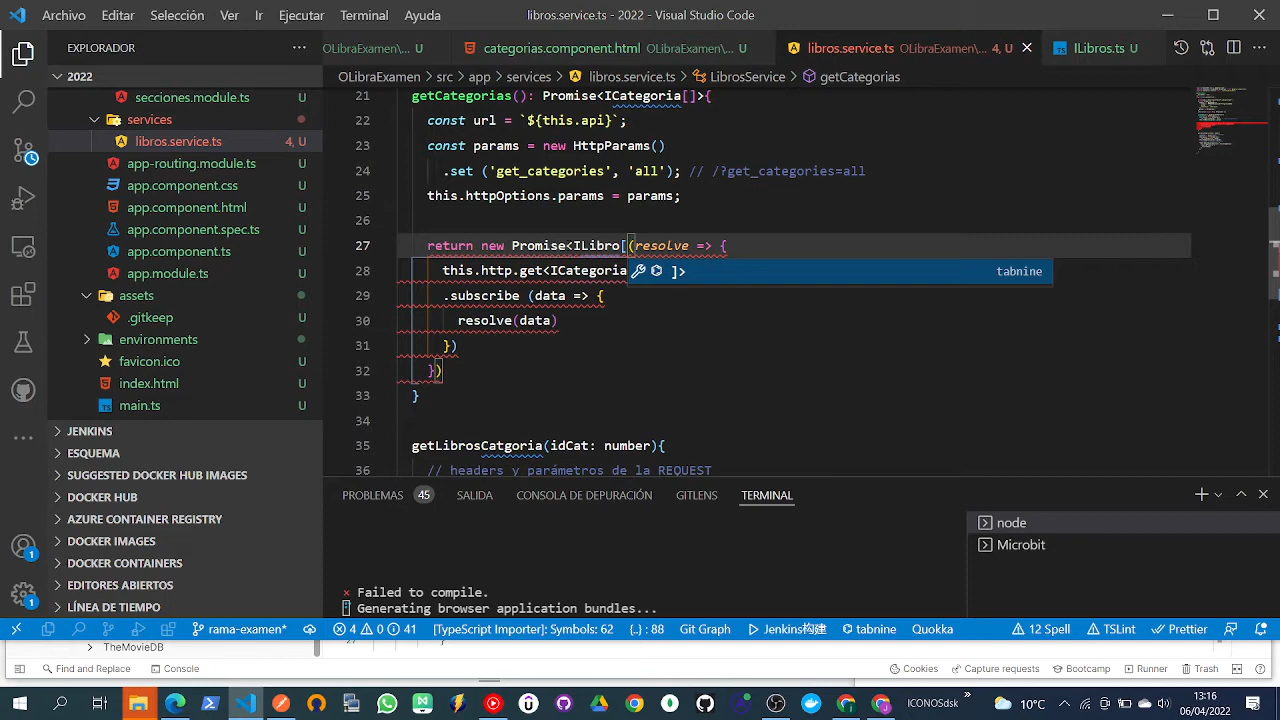 Archivo Editar Selección Ver Ir Ejecutar Terminal Ayuda libros.service.ts - 2022 - Visual Studio Code
EXPLORADOR
OLibraExamen\... U categorias.component.html OLibraExamen\... U libros.service.ts OLibraExamen\... 4, U ILibros.ts U
2022
OLibraExamen > src > app > services > libros.service.ts > LibrosService > getCategorias
secciones.module.ts U
services
libros.service.ts 4, U
app-routing.module.ts U
app.component.css U
app.component.html U
app.component.spec.ts U
app.component.ts U
app.module.ts U
assets
.gitkeep U
environments
favicon.ico U
index.html U
main.ts U
JENKINS
ESQUEMA
SUGGESTED DOCKER HUB IMAGES
DOCKER HUB
AZURE CONTAINER REGISTRY
DOCKER IMAGES
DOCKER CONTAINERS
EDITORES ABIERTOS
LÍNEA DE TIEMPO
21 getCategorias(): Promise<ICategoria[]>{
22 const url = `${this.api}`;
23 const params = new HttpParams()
24 .set ('get_categories', 'all'); // /?get_categories=all
25 this.httpOptions.params = params;
26
27 return new Promise<ILibro[(resolve => {
28 this.http.get<ICategoria
]> tabnine
29 .subscribe (data => {
30 resolve(data)
31 })
32 })
33 }
34
35 getLibrosCatgoria(idCat: number){
36 // headers y parámetros de la REQUEST
PROBLEMAS 45 SALIDA CONSOLA DE DEPURACIÓN GITLENS TERMINAL
node
Microbit
× Failed to compile.
Generating browser application bundles...
1
1
rama-examen* 4 0 41 [TypeScript Importer]: Symbols: 62 {..} : 88 Git Graph Jenkins构建 tabnine Quokka 12 Spell TSLint Prettier
TheMovieDB
Find and Replace Console Cookies Capture requests Bootcamp Runner Trash
ICONOSdsk » 10°C 13:16
06/04/2022